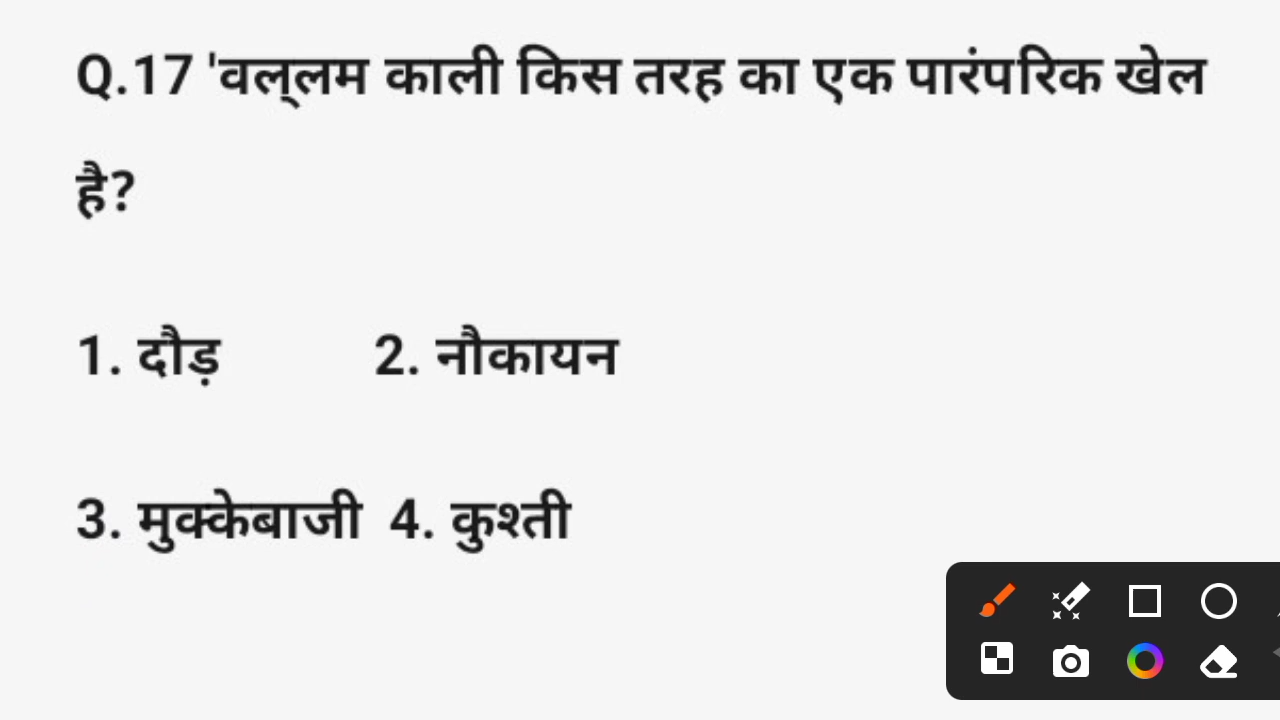 Q.17 'वल्‌लम काली किस तरह का एक पारंपरिक खेल
है?
1. दौड़ 2. नौकायन
3. मुक्केबाजी 4. कुश्ती